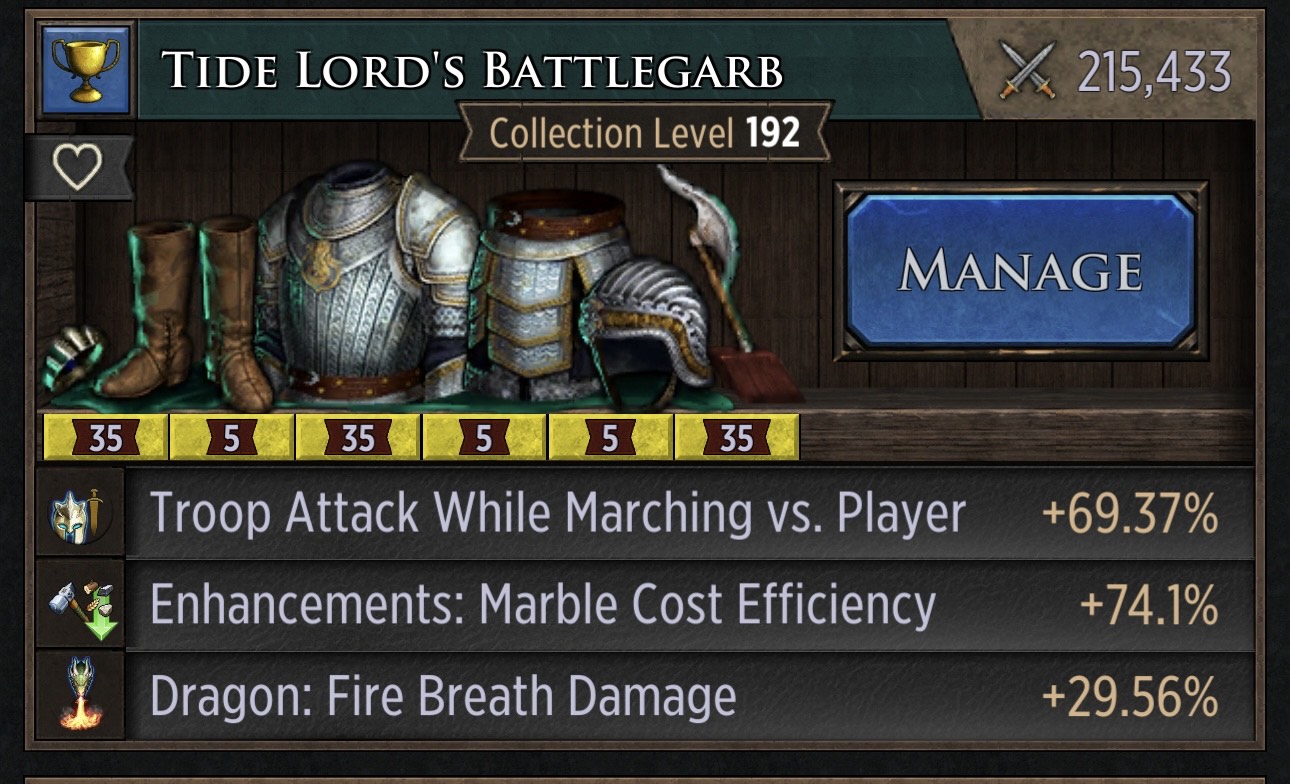 TIDE LORD'S BATTLEGARB
215,433
Collection Level 192
MANAGE
35 5 35 5 5 35
Troop Attack While Marching vs. Player +69.37%
Enhancements: Marble Cost Efficiency +74.1%
Dragon: Fire Breath Damage +29.56%